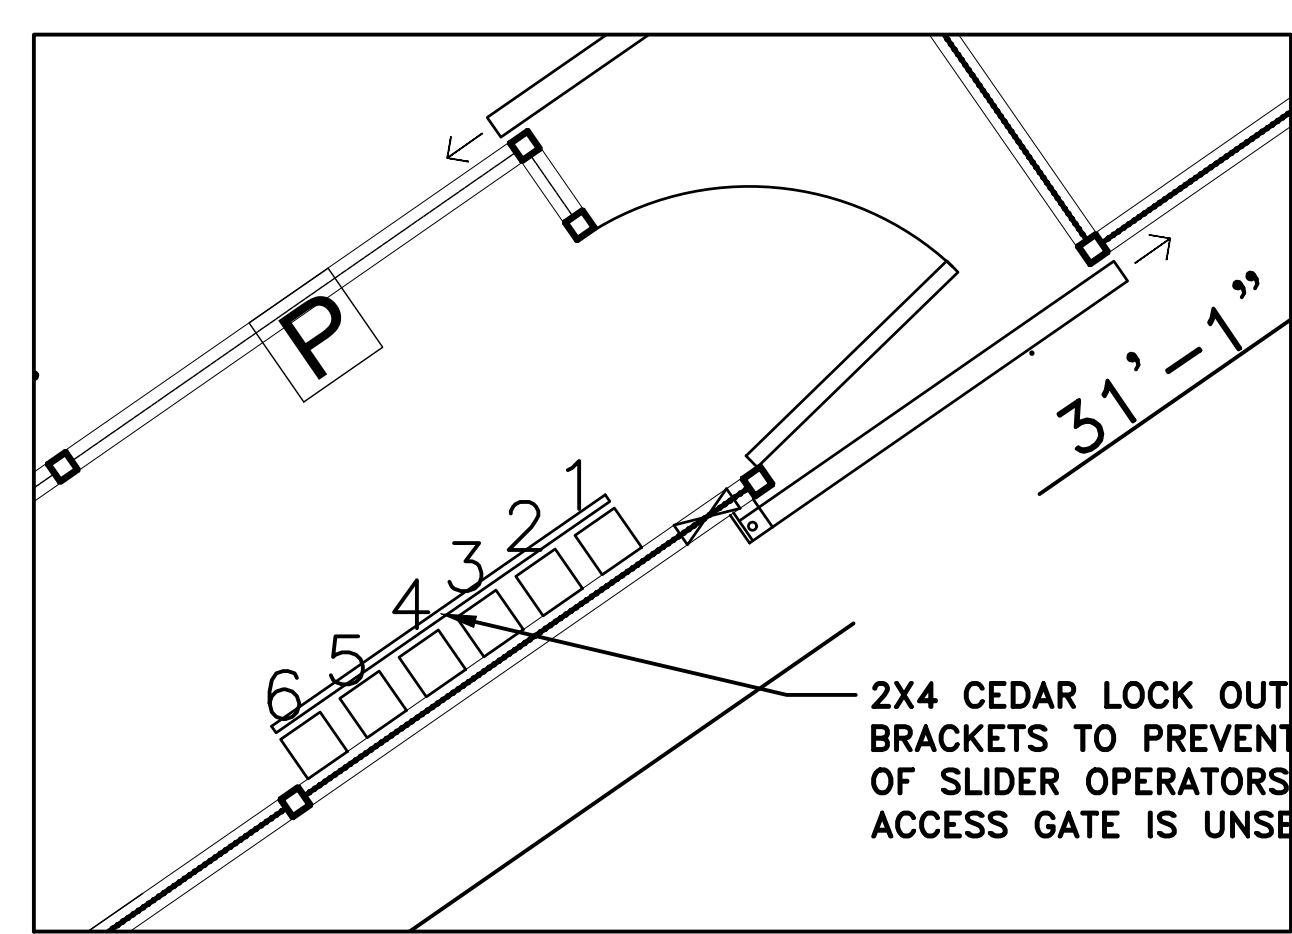 P
31’-1”
1
2
3
4
5
6
2X4 CEDAR LOCK OUT
BRACKETS TO PREVENT
OF SLIDER OPERATORS
ACCESS GATE IS